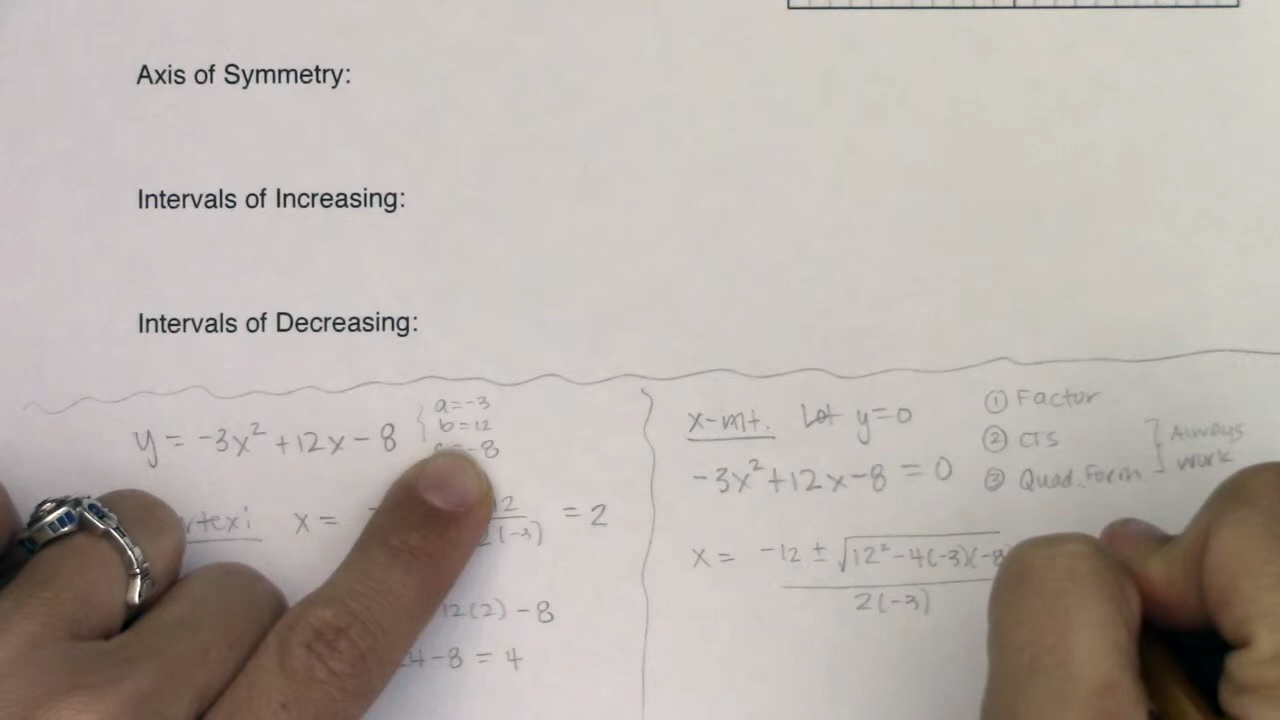 Axis of Symmetry:
Intervals of Increasing:
Intervals of Decreasing:
y = -3x² + 12x - 8
a = -3
b = 12
= -8
x =
12
2(-3)
= 2
12(2) - 8
4 - 8 = 4
x-int. Let y=0
-3x² + 12x - 8 = 0
x = -12 ± √12² - 4(-3)(-8
2(-3)
① Factor
② CTS
③ Quad. Form.
Always
work